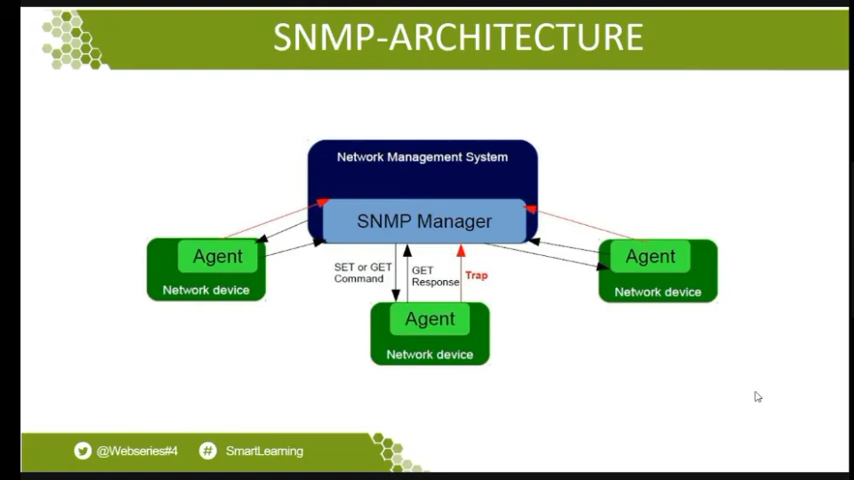 SNMP-ARCHITECTURE
Network Management System
SNMP Manager
Agent
Network device
SET or GET
Command
GET
Response
Trap
Agent
Network device
Agent
Network device
@Webseries#4
# SmartLearning